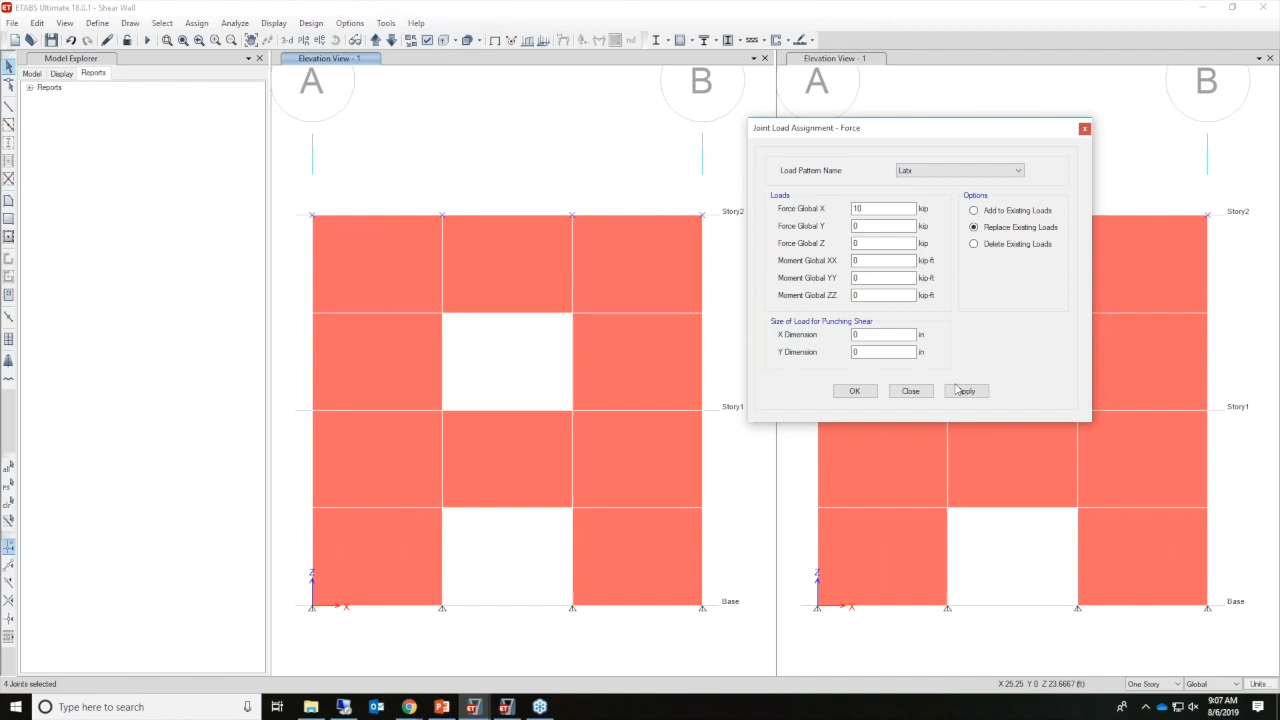 ETABS Ultimate 18.0.1 - Shear Wall
File Edit View Define Draw Select Assign Analyze Display Design Options Tools Help
3-d
nd
Model Explorer
Model Display Reports
Reports
Elevation View - 1
A B
Story2
Story1
Base
Z
X
Elevation View - 1
A B
Story2
Story1
Base
Z
X
Joint Load Assignment - Force
Load Pattern Name Latx
Loads
Force Global X 10 kip
Force Global Y 0 kip
Force Global Z 0 kip
Moment Global XX 0 kip-ft
Moment Global YY 0 kip-ft
Moment Global ZZ 0 kip-ft
Options
Add to Existing Loads
Replace Existing Loads
Delete Existing Loads
Size of Load for Punching Shear
X Dimension 0 in
Y Dimension 0 in
OK Close Apply
all
PS
clr
4 Joints selected
X 25.25 Y 0 Z 23.6667 (ft)
One Story Global Units...
Type here to search
9:07 AM
8/6/2019